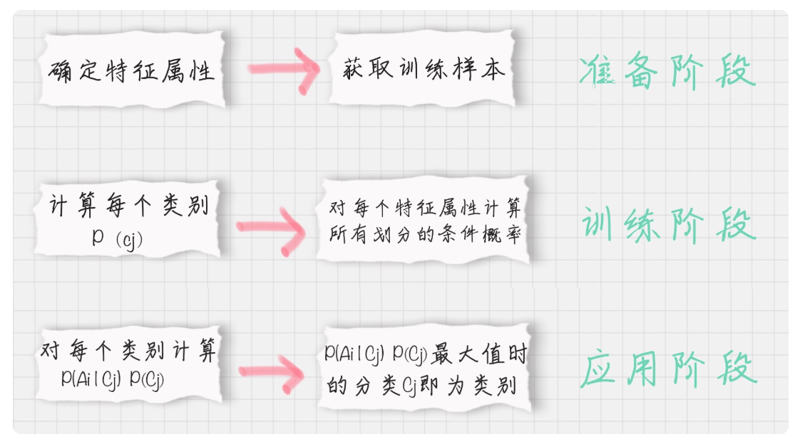 确定特征属性
获取训练样本
准备阶段
计算每个类别
P (cj)
对每个特征属性计算
所有划分的条件概率
训练阶段
对每个类别计算
P(Ai|Cj) P(Cj)
P(Ai|Cj) P(Cj)最大值时
的分类Cj即为类别
应用阶段